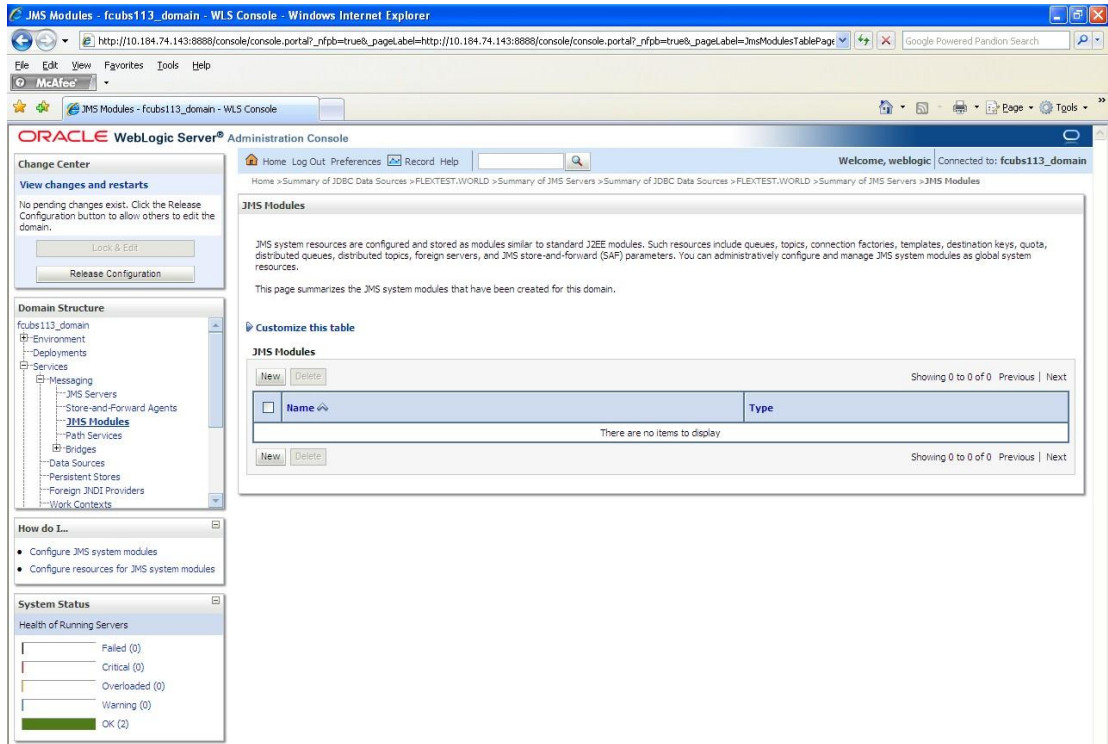 JMS Modules - fcubs113_domain - WLS Console - Windows Internet Explorer
http://10.184.74.143:8888/console/console.portal?_nfpb=true&_pageLabel=http://10.184.74.143:8888/console/console.portal?_nfpb=true&_pageLabel=JmsModulesTablePage
Google Powered Pandion Search
File Edit View Favorites Tools Help
McAfee
JMS Modules - fcubs113_domain - WLS Console
Page Tools
ORACLE WebLogic Server® Administration Console
Change Center
View changes and restarts
No pending changes exist. Click the Release
Configuration button to allow others to edit the
domain.
Lock & Edit
Release Configuration
Domain Structure
fcubs113_domain
Environment
Deployments
Services
Messaging
JMS Servers
Store-and-Forward Agents
JMS Modules
Path Services
Bridges
Data Sources
Persistent Stores
Foreign JNDI Providers
Work Contexts
How do I...
Configure JMS system modules
Configure resources for JMS system modules
System Status
Health of Running Servers
Failed (0)
Critical (0)
Overloaded (0)
Warning (0)
OK (2)
Home Log Out Preferences Record Help
Welcome, weblogic Connected to: fcubs113_domain
Home >Summary of JDBC Data Sources >FLEXTEST.WORLD >Summary of JMS Servers >Summary of JDBC Data Sources >FLEXTEST.WORLD >Summary of JMS Servers >JMS Modules
JMS Modules
JMS system resources are configured and stored as modules similar to standard J2EE modules. Such resources include queues, topics, connection factories, templates, destination keys, quota,
distributed queues, distributed topics, foreign servers, and JMS store-and-forward (SAF) parameters. You can administratively configure and manage JMS system modules as global system
resources.
This page summarizes the JMS system modules that have been created for this domain.
Customize this table
JMS Modules
New Delete
Showing 0 to 0 of 0 Previous | Next
Name Type
There are no items to display
New Delete
Showing 0 to 0 of 0 Previous | Next